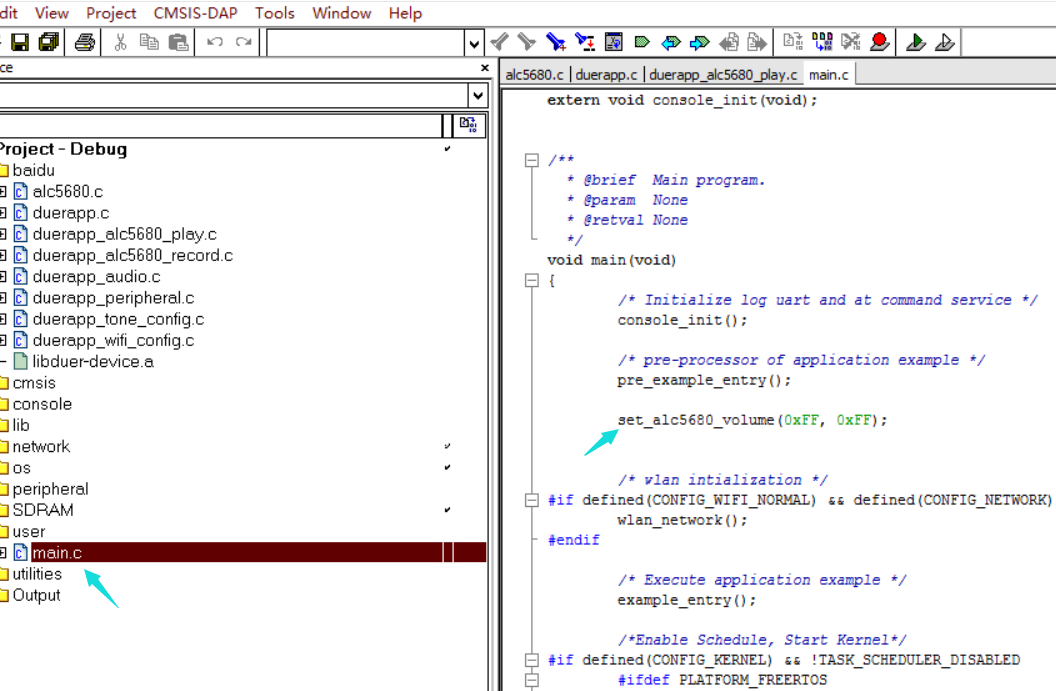 dit View Project CMSIS-DAP Tools Window Help
ce
Project - Debug
baidu
alc5680.c
duerapp.c
duerapp_alc5680_play.c
duerapp_alc5680_record.c
duerapp_audio.c
duerapp_peripheral.c
duerapp_tone_config.c
duerapp_wifi_config.c
libduer-device.a
cmsis
console
lib
network
os
peripheral
SDRAM
user
main.c
utilities
Output
alc5680.c | duerapp.c | duerapp_alc5680_play.c main.c
extern void console_init(void);
/**
* @brief Main program.
* @param None
* @retval None
*/
void main(void)
{
/* Initialize log uart and at command service */
console_init();
/* pre-processor of application example */
pre_example_entry();
set_alc5680_volume(0xFF, 0xFF);
/* wlan intialization */
#if defined(CONFIG_WIFI_NORMAL) && defined(CONFIG_NETWORK)
wlan_network();
#endif
/* Execute application example */
example_entry();
/*Enable Schedule, Start Kernel*/
#if defined(CONFIG_KERNEL) && !TASK_SCHEDULER_DISABLED
#ifdef PLATFORM_FREERTOS